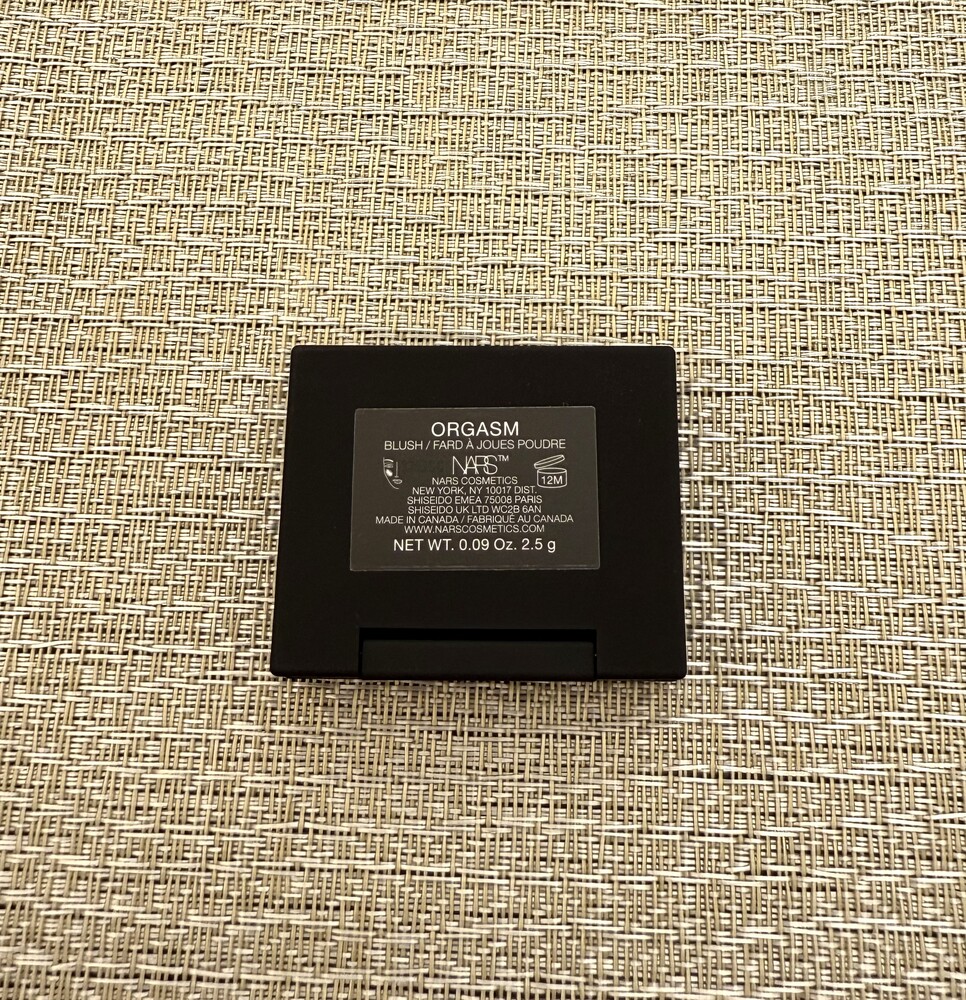 ORGASM
BLUSH / FARD À JOUES POUDRE
NARS™
12M
NARS COSMETICS
NEW YORK, NY 10017 DIST.
SHISEIDO EMEA 75008 PARIS
SHISEIDO UK LTD WC2B 6AN
MADE IN CANADA / FABRIQUÉ AU CANADA
WWW.NARSCOSMETICS.COM
NET WT. 0.09 Oz. 2.5 g